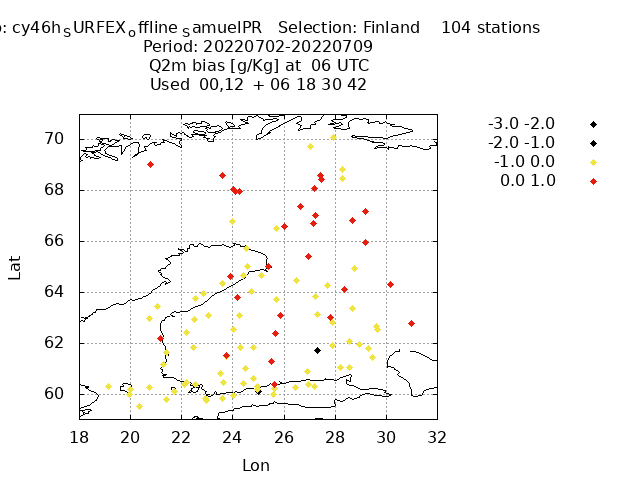 : cy46hSURFEXoffline SamuelPR Selection: Finland 104 stations
Period: 20220702-20220709
Q2m bias [g/Kg] at 06 UTC
Used 00,12 + 06 18 30 42
-3.0 -2.0
-2.0 -1.0
-1.0 0.0
0.0 1.0
70
68
66
64
62
60
Lat
18 20 22 24 26 28 30 32
Lon